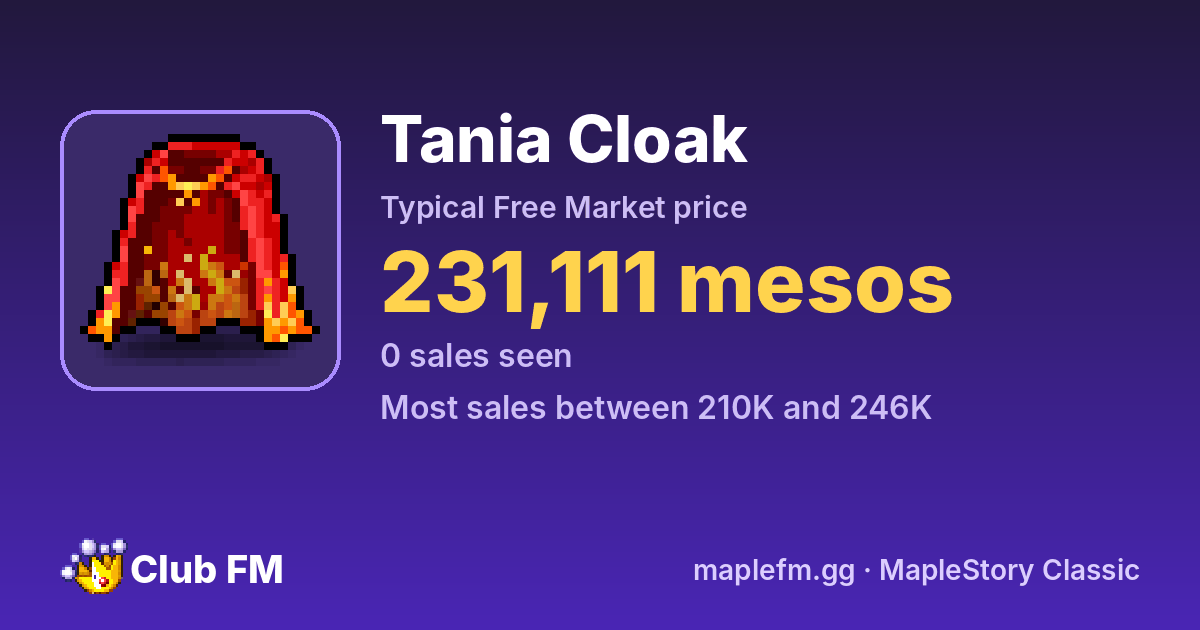 Tania Cloak
Typical Free Market price
231,111 mesos
0 sales seen
Most sales between 210K and 246K
Club FM
maplefm.gg · MapleStory Classic